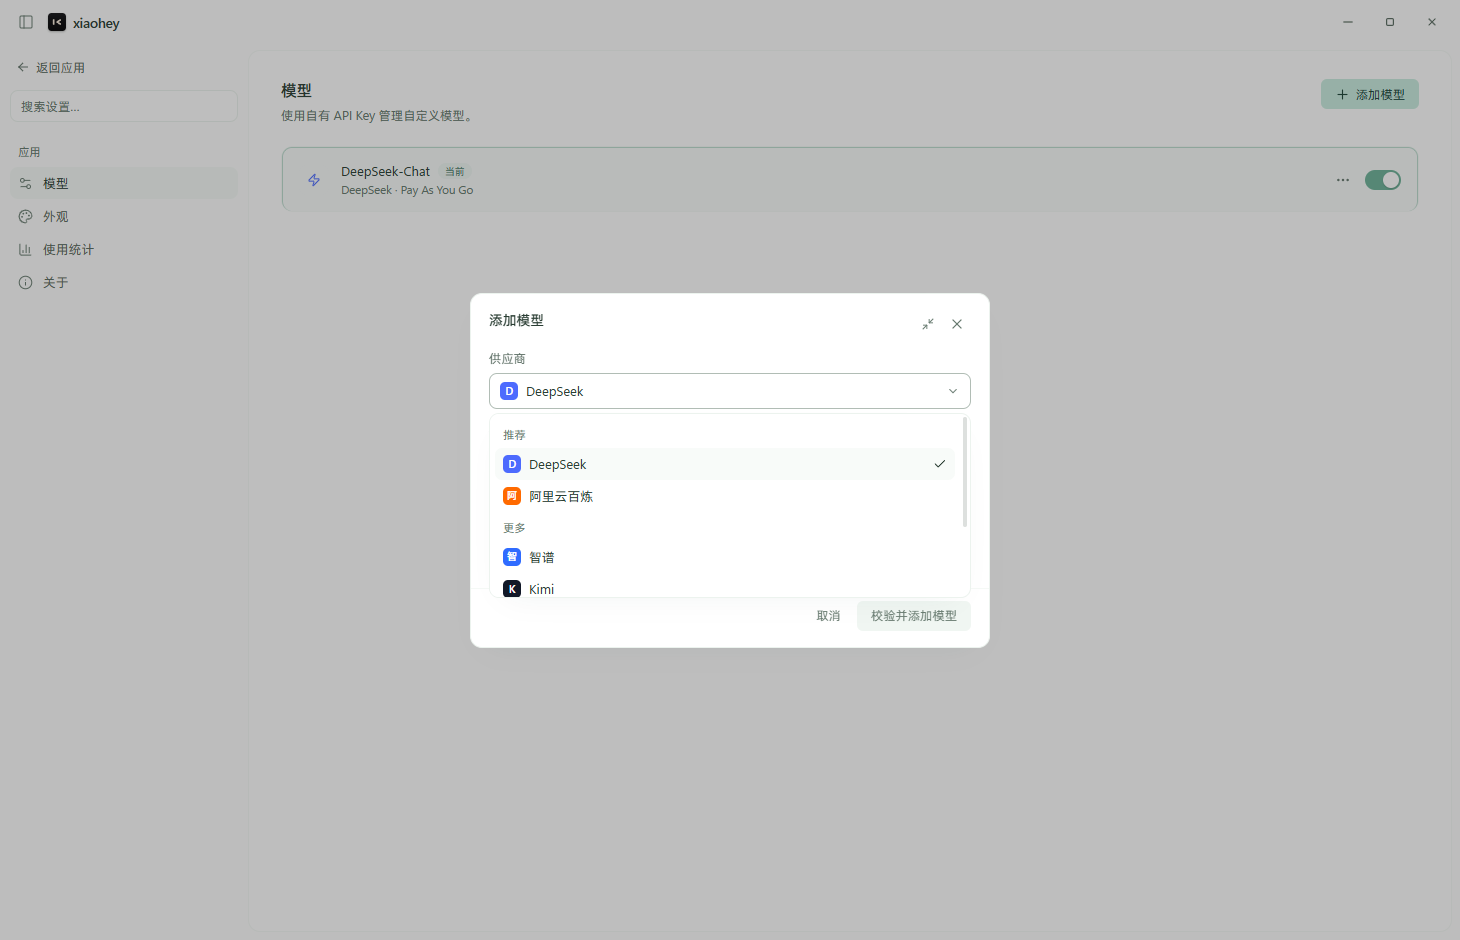 xiaohey
返回应用
搜索设置...
应用
模型
外观
使用统计
关于
模型
使用自有 API Key 管理自定义模型。
添加模型
DeepSeek-Chat 当前
DeepSeek · Pay As You Go
添加模型
供应商
D DeepSeek
推荐
D DeepSeek
阿 阿里云百炼
更多
智 智谱
K Kimi
取消 校验并添加模型